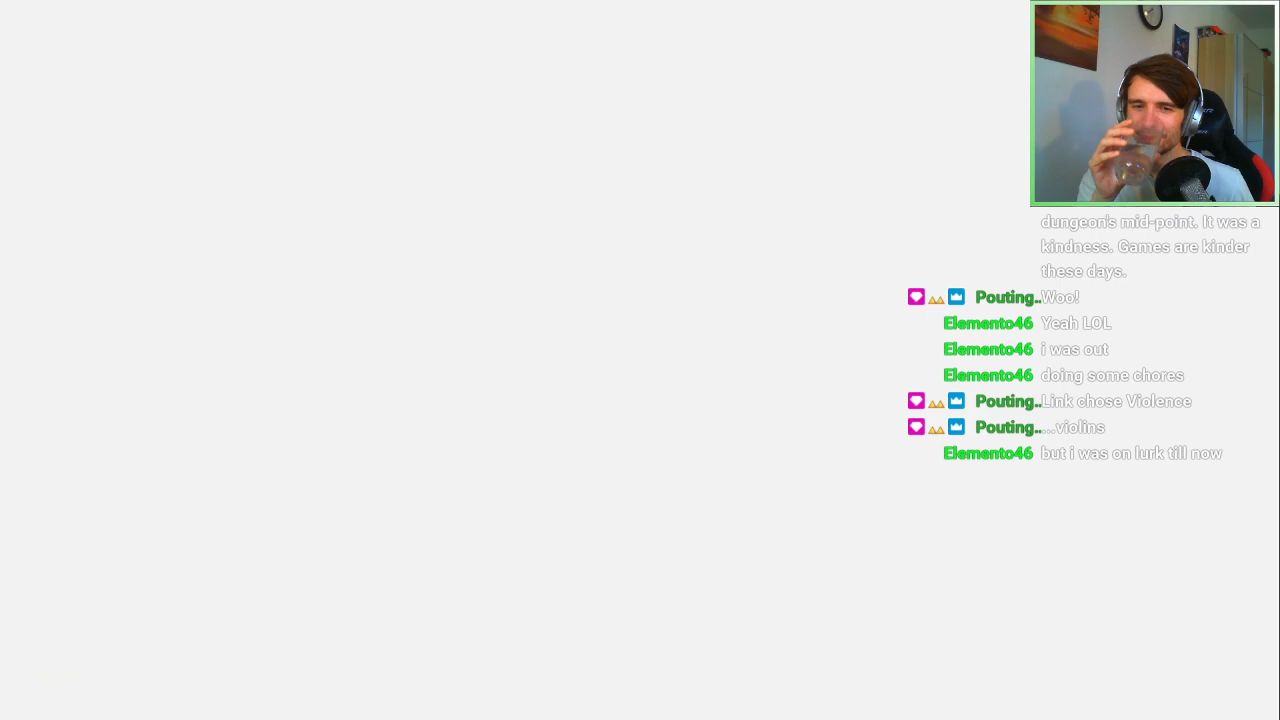 dungeon's mid-point. It was a
kindness. Games are kinder
these days.
Pouting.. Woo!
Elemento46 Yeah LOL
Elemento46 i was out
Elemento46 doing some chores
Pouting.. Link chose Violence
Pouting.. ...violins
Elemento46 but i was on lurk till now